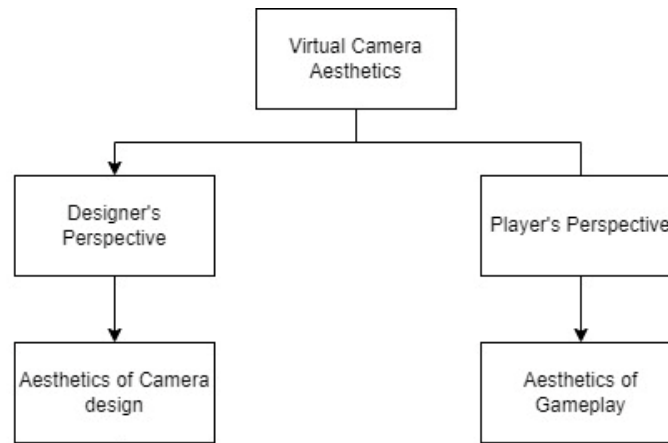 Virtual Camera
Aesthetics
Designer's
Perspective
Player's Perspective
Aesthetics of Camera
design
Aesthetics of
Gameplay